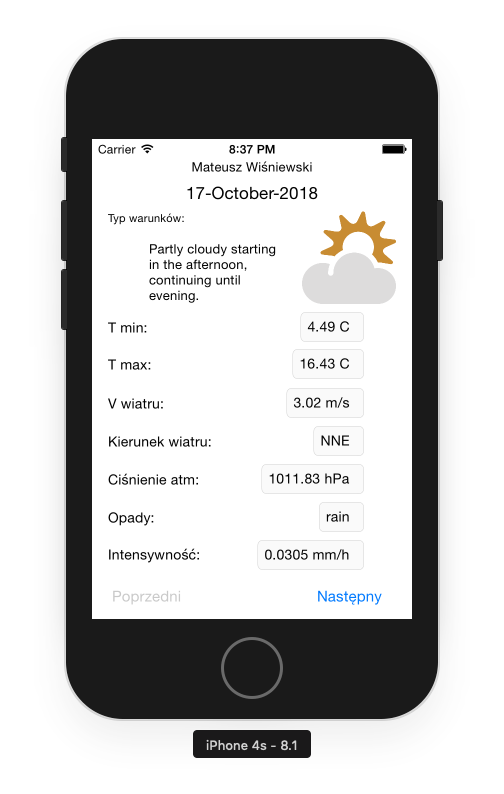 Carrier 8:37 PM
Mateusz Wiśniewski
17-October-2018
Typ warunków:
Partly cloudy starting
in the afternoon,
continuing until
evening.
T min: 4.49 C
T max: 16.43 C
V wiatru: 3.02 m/s
Kierunek wiatru: NNE
Ciśnienie atm: 1011.83 hPa
Opady: rain
Intensywność: 0.0305 mm/h
Poprzedni Następny
iPhone 4s - 8.1